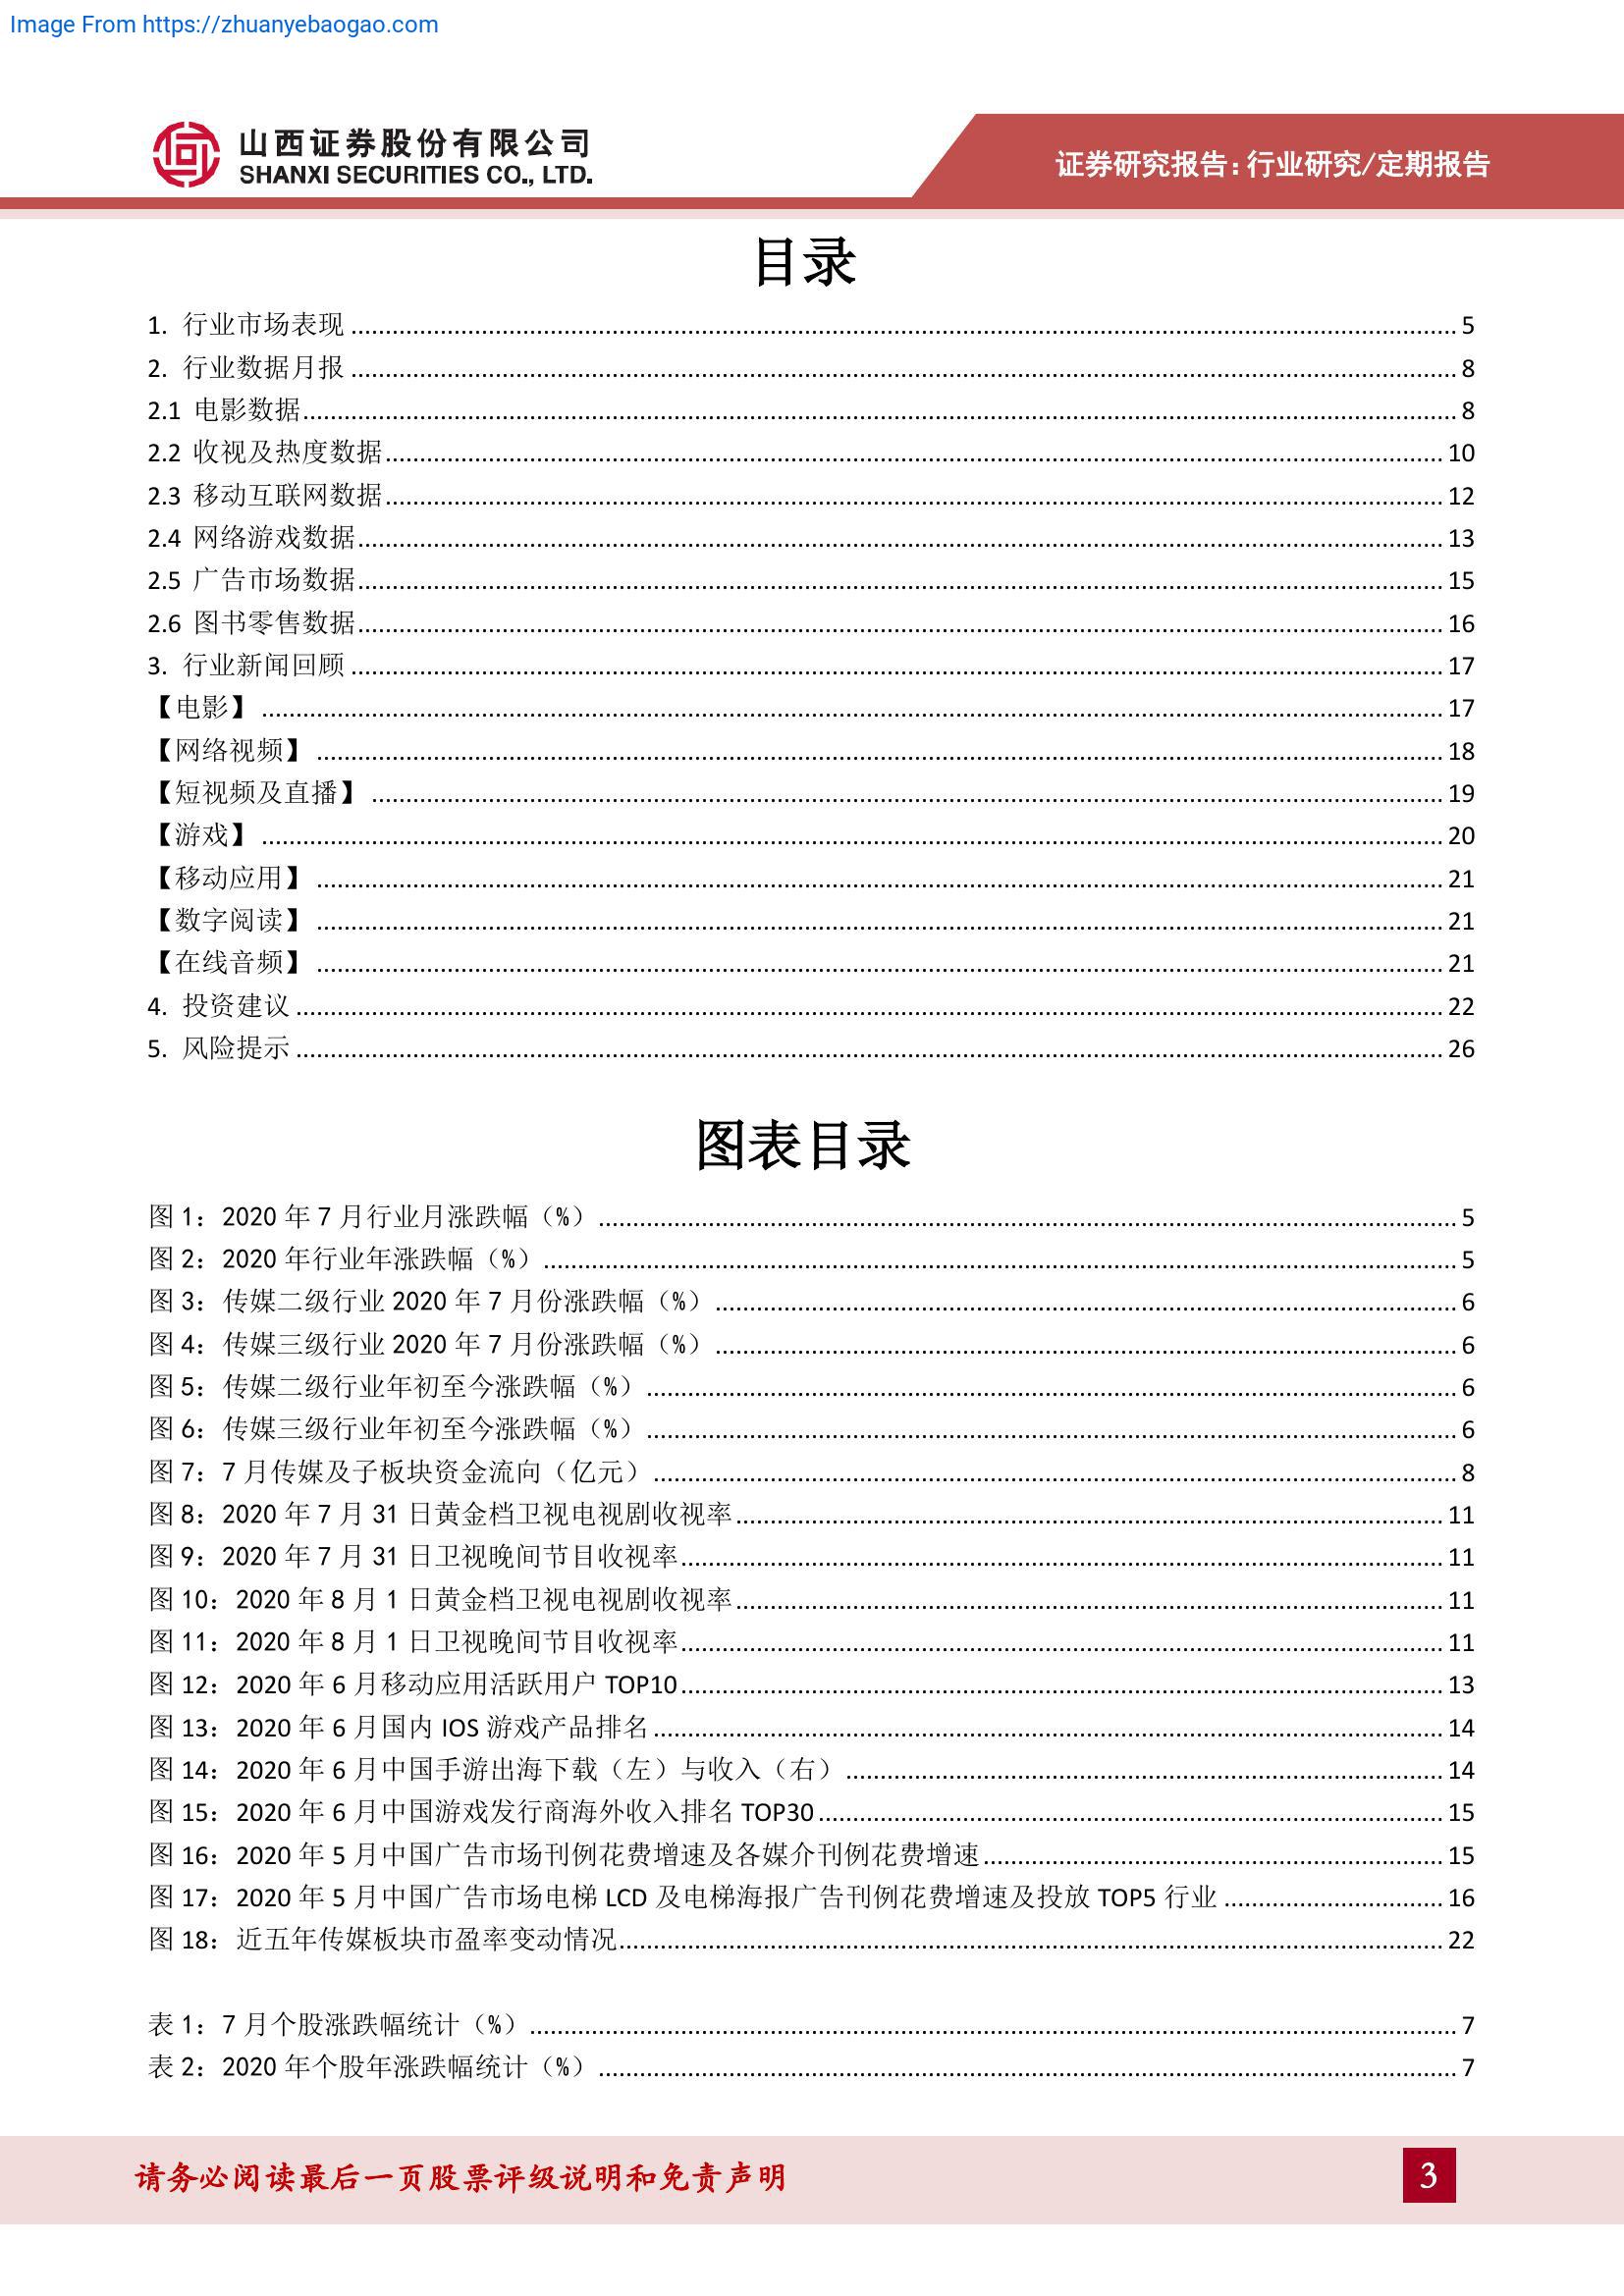 Image From https://zhuanyebaogao.com
山西证券股份有限公司
SHANXI SECURITIES CO., LTD.
证券研究报告：行业研究/定期报告
目录
1. 行业市场表现 5
2. 行业数据月报 8
2.1 电影数据 8
2.2 收视及热度数据 10
2.3 移动互联网数据 12
2.4 网络游戏数据 13
2.5 广告市场数据 15
2.6 图书零售数据 16
3. 行业新闻回顾 17
【电影】 17
【网络视频】 18
【短视频及直播】 19
【游戏】 20
【移动应用】 21
【数字阅读】 21
【在线音频】 21
4. 投资建议 22
5. 风险提示 26
图表目录
图 1：2020 年 7 月行业月涨跌幅（%） 5
图 2：2020 年行业年涨跌幅（%） 5
图 3：传媒二级行业 2020 年 7 月份涨跌幅（%） 6
图 4：传媒三级行业 2020 年 7 月份涨跌幅（%） 6
图 5：传媒二级行业年初至今涨跌幅（%） 6
图 6：传媒三级行业年初至今涨跌幅（%） 6
图 7：7 月传媒及子板块资金流向（亿元） 8
图 8：2020 年 7 月 31 日黄金档卫视电视剧收视率 11
图 9：2020 年 7 月 31 日卫视晚间节目收视率 11
图 10：2020 年 8 月 1 日黄金档卫视电视剧收视率 11
图 11：2020 年 8 月 1 日卫视晚间节目收视率 11
图 12：2020 年 6 月移动应用活跃用户 TOP10 13
图 13：2020 年 6 月国内 IOS 游戏产品排名 14
图 14：2020 年 6 月中国手游出海下载（左）与收入（右） 14
图 15：2020 年 6 月中国游戏发行商海外收入排名 TOP30 15
图 16：2020 年 5 月中国广告市场刊例花费增速及各媒介刊例花费增速 15
图 17：2020 年 5 月中国广告市场电梯 LCD 及电梯海报广告刊例花费增速及投放 TOP5 行业 16
图 18：近五年传媒板块市盈率变动情况 22
表 1：7 月个股涨跌幅统计（%） 7
表 2：2020 年个股年涨跌幅统计（%） 7
请务必阅读最后一页股票评级说明和免责声明
3